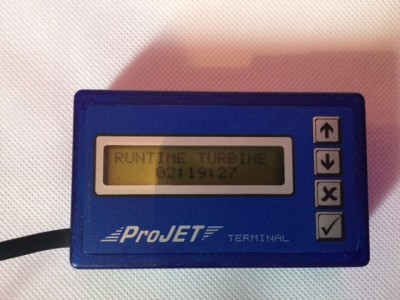 RUNTIME TURBINE
02:19:27
ProJET
TERMINAL